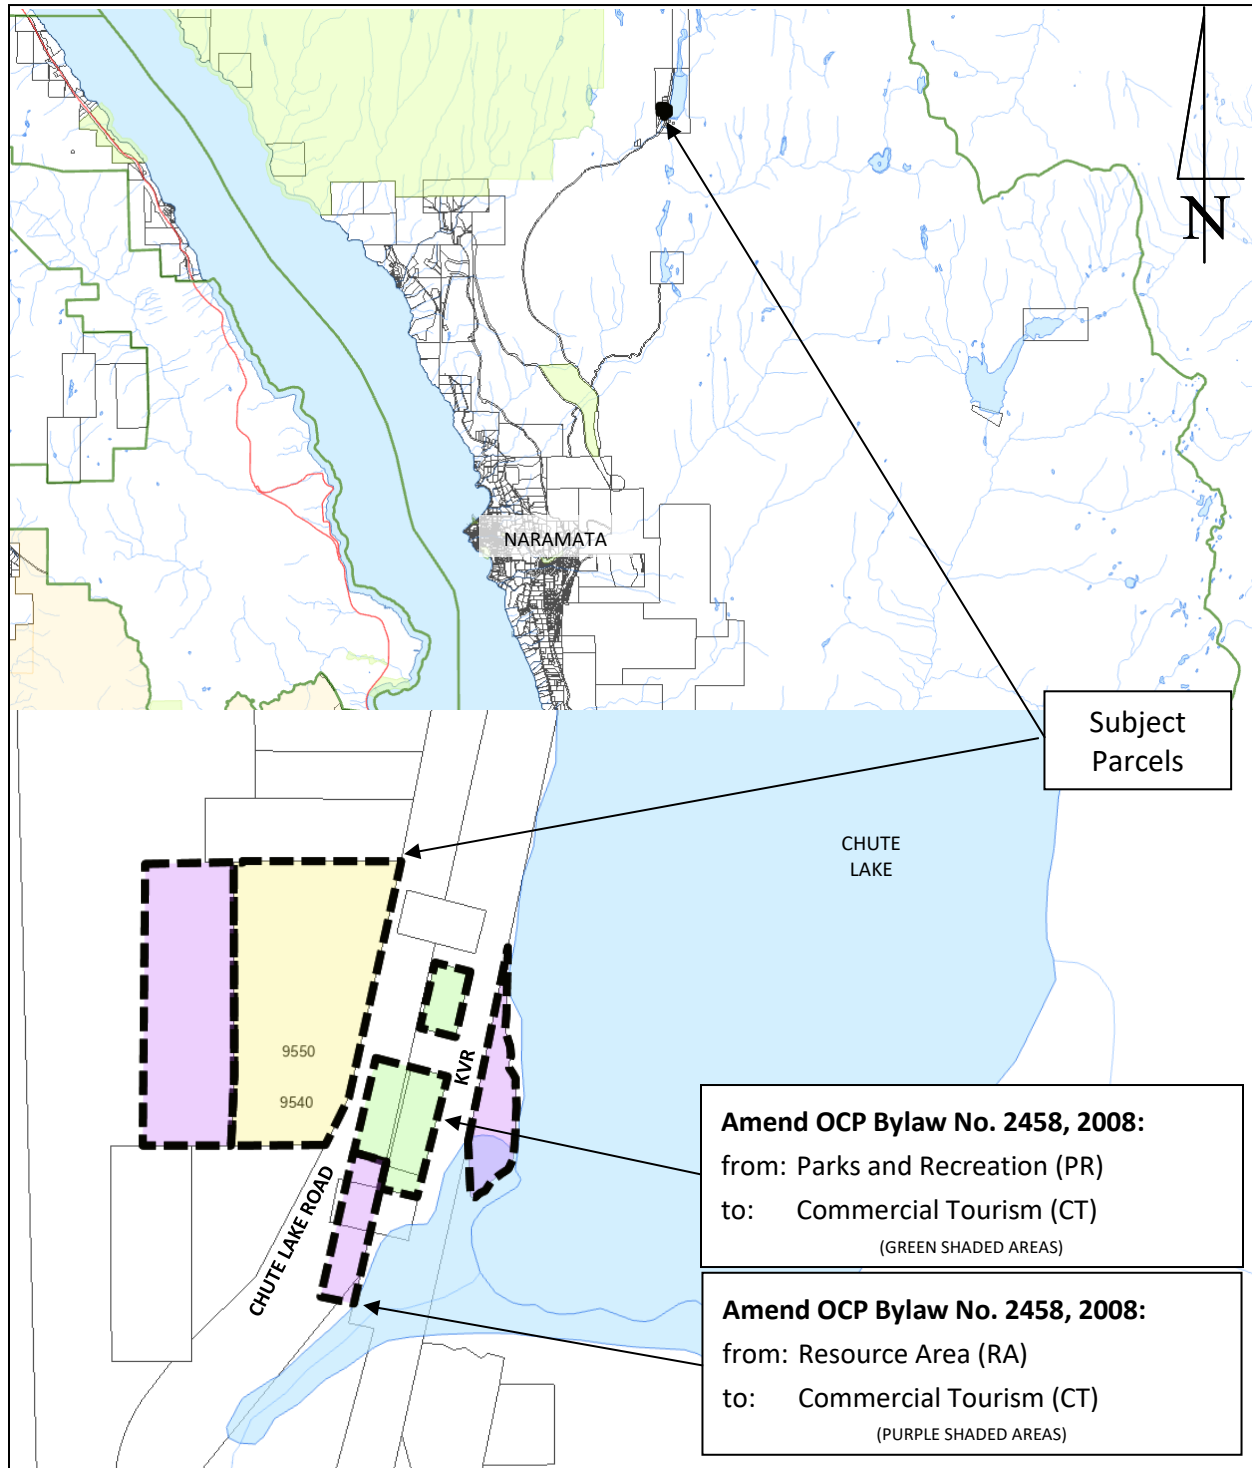 N
NARAMATA
Subject
Parcels
CHUTE
LAKE
9550
9540
KVR
CHUTE LAKE ROAD
Amend OCP Bylaw No. 2458, 2008:
from: Parks and Recreation (PR)
to: Commercial Tourism (CT)
(GREEN SHADED AREAS)
Amend OCP Bylaw No. 2458, 2008:
from: Resource Area (RA)
to: Commercial Tourism (CT)
(PURPLE SHADED AREAS)